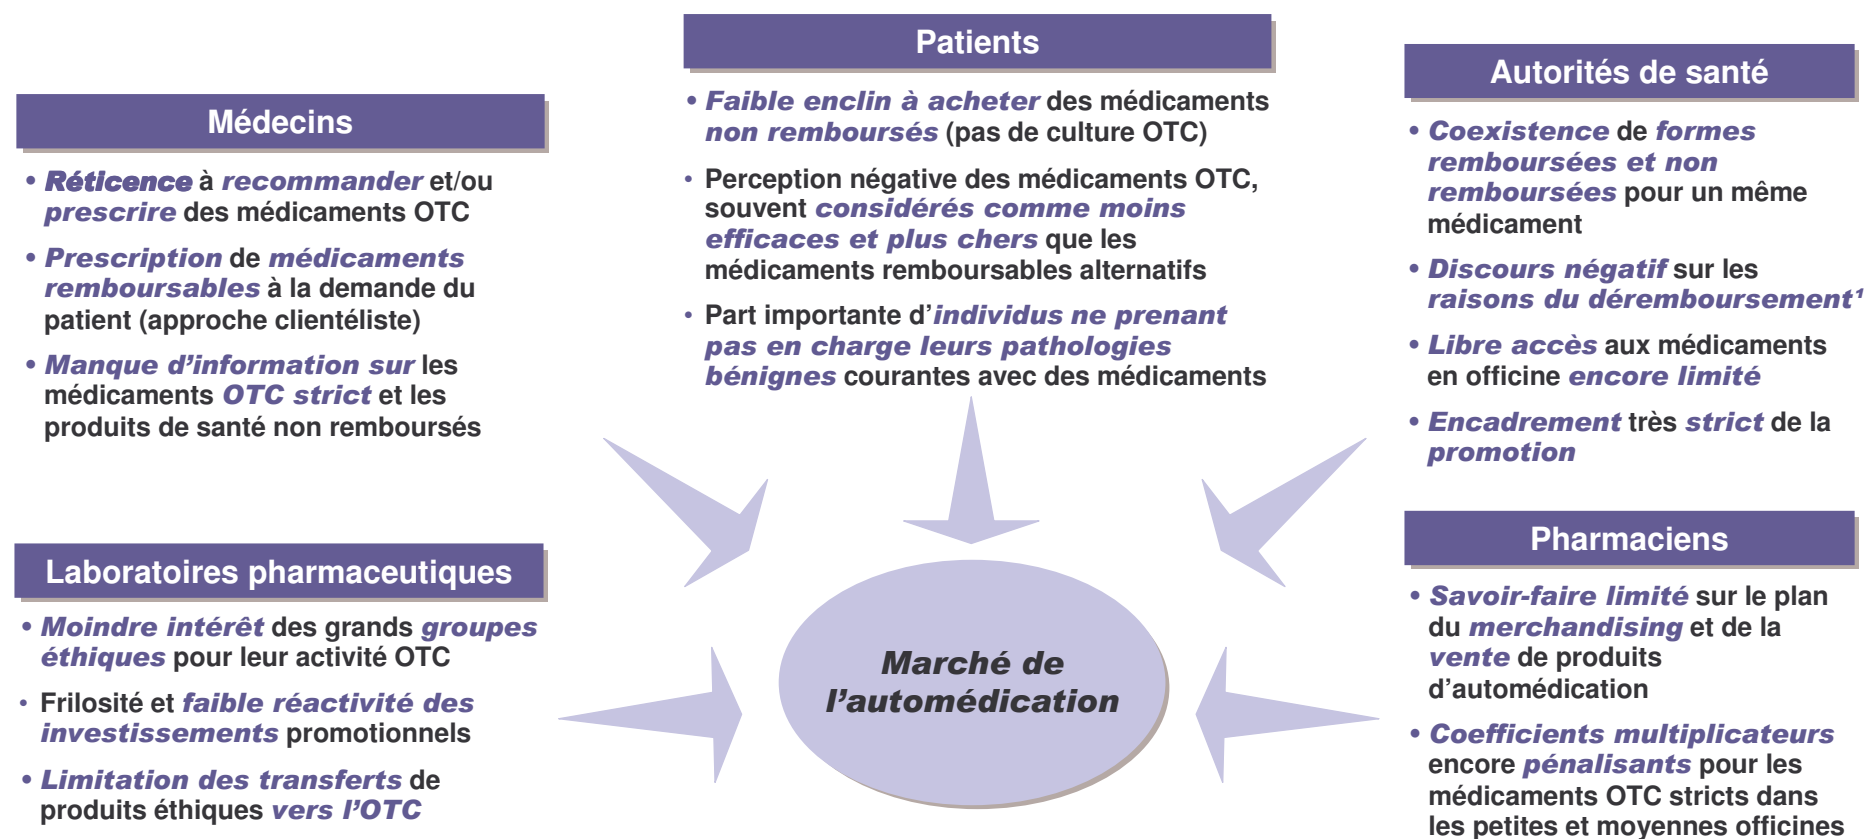 Médecins
• Réticence à recommander et/ou
prescrire des médicaments OTC
• Prescription de médicaments
remboursables à la demande du
patient (approche clientéliste)
• Manque d’information sur les
médicaments OTC strict et les
produits de santé non remboursés
Patients
• Faible enclin à acheter des médicaments
non remboursés (pas de culture OTC)
• Perception négative des médicaments OTC,
souvent considérés comme moins
efficaces et plus chers que les
médicaments remboursables alternatifs
• Part importante d’individus ne prenant
pas en charge leurs pathologies
bénignes courantes avec des médicaments
Autorités de santé
• Coexistence de formes
remboursées et non
remboursées pour un même
médicament
• Discours négatif sur les
raisons du déremboursement¹
• Libre accès aux médicaments
en officine encore limité
• Encadrement très strict de la
promotion
Laboratoires pharmaceutiques
• Moindre intérêt des grands groupes
éthiques pour leur activité OTC
• Frilosité et faible réactivité des
investissements promotionnels
• Limitation des transferts de
produits éthiques vers l’OTC
Marché de
l’automédication
Pharmaciens
• Savoir-faire limité sur le plan
du merchandising et de la
vente de produits
d’automédication
• Coefficients multiplicateurs
encore pénalisants pour les
médicaments OTC stricts dans
les petites et moyennes officines